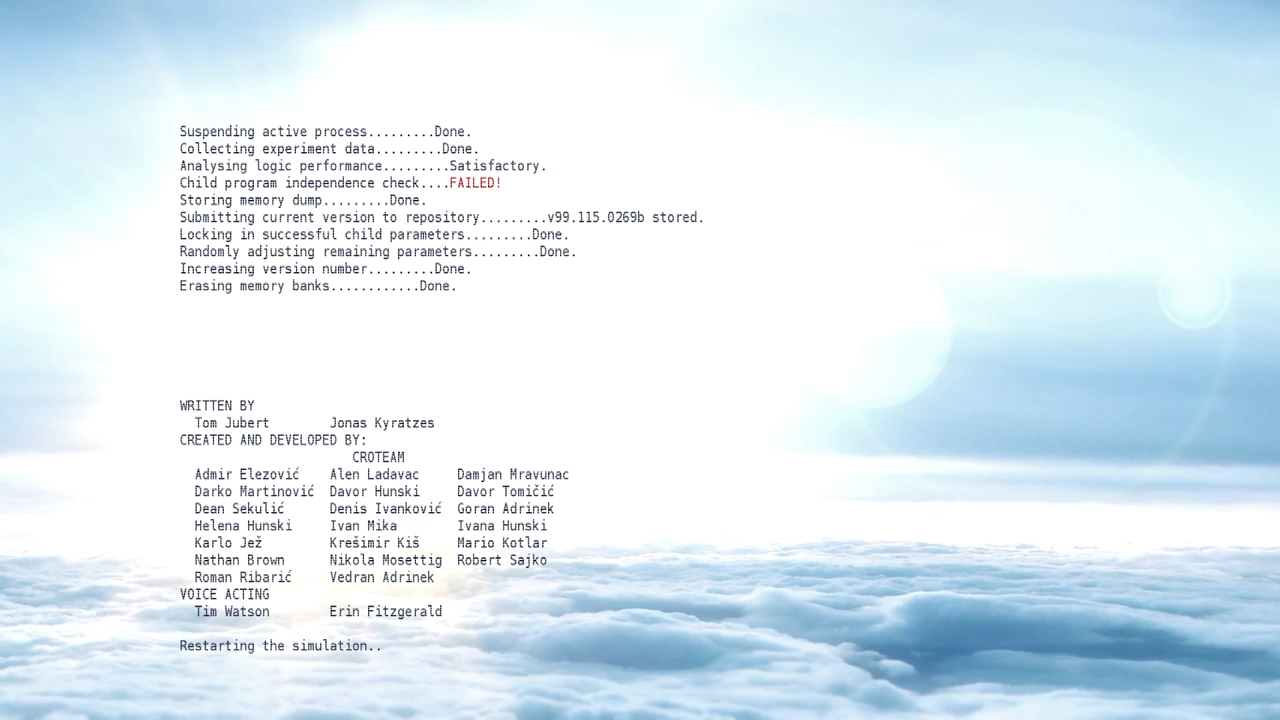 Suspending active process.........Done.
Collecting experiment data.........Done.
Analysing logic performance.........Satisfactory.
Child program independence check....FAILED!
Storing memory dump.........Done.
Submitting current version to repository.........v99.115.0269b stored.
Locking in successful child parameters.........Done.
Randomly adjusting remaining parameters.........Done.
Increasing version number.........Done.
Erasing memory banks............Done.
WRITTEN BY
Tom Jubert Jonas Kyratzes
CREATED AND DEVELOPED BY:
CROTEAM
Admir Elezović Alen Ladavac Damjan Mravunac
Darko Martinović Davor Hunski Davor Tomičić
Dean Sekulić Denis Ivanković Goran Adrinek
Helena Hunski Ivan Mika Ivana Hunski
Karlo Jež Krešimir Kiš Mario Kotlar
Nathan Brown Nikola Mosettig Robert Sajko
Roman Ribarić Vedran Adrinek
VOICE ACTING
Tim Watson Erin Fitzgerald
Restarting the simulation..